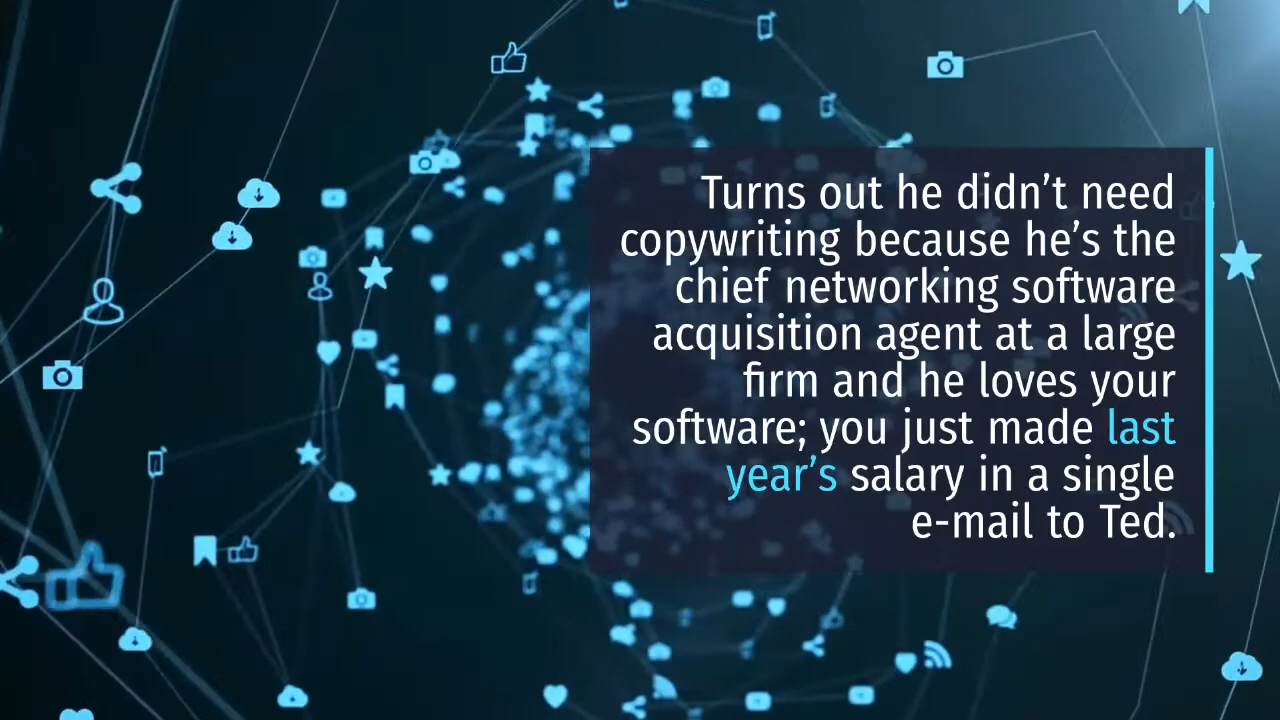 Turns out he didn’t need
copywriting because he’s the
chief networking software
acquisition agent at a large
firm and he loves your
software; you just made last
year’s salary in a single
e-mail to Ted.